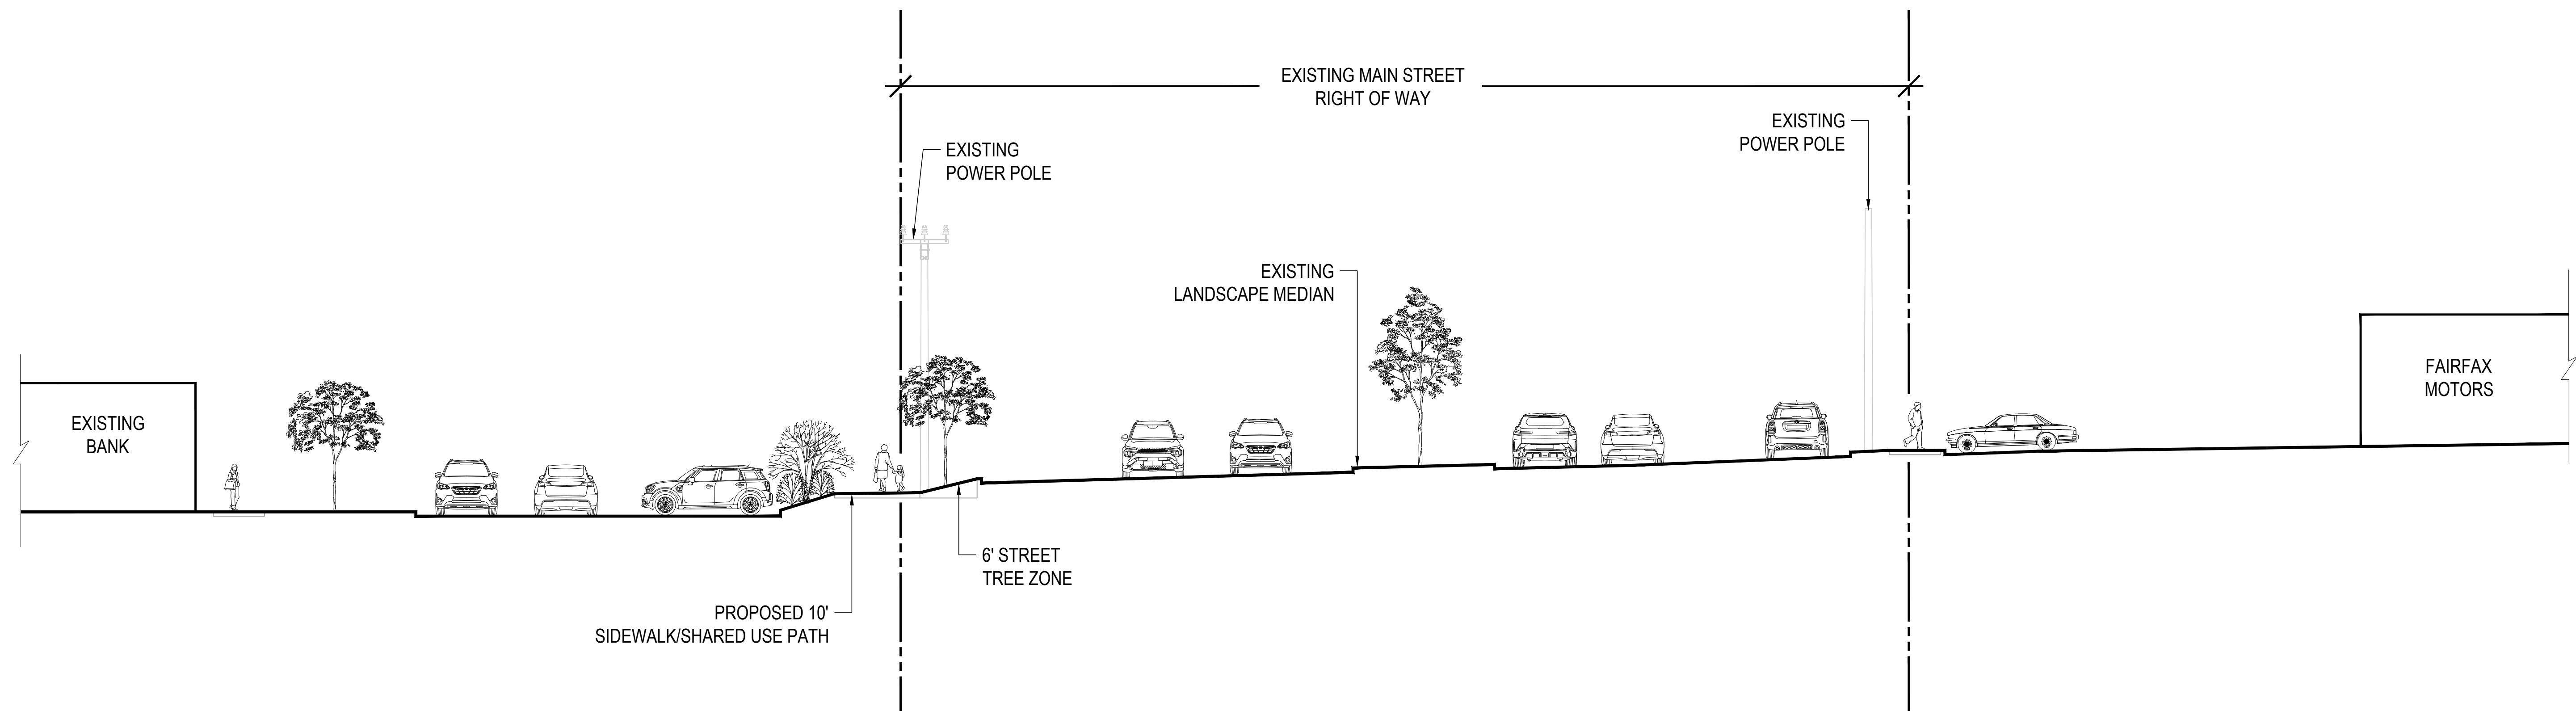 EXISTING MAIN STREET
RIGHT OF WAY
EXISTING
POWER POLE
EXISTING
POWER POLE
EXISTING
LANDSCAPE MEDIAN
EXISTING
BANK
FAIRFAX
MOTORS
6' STREET
TREE ZONE
PROPOSED 10'
SIDEWALK/SHARED USE PATH